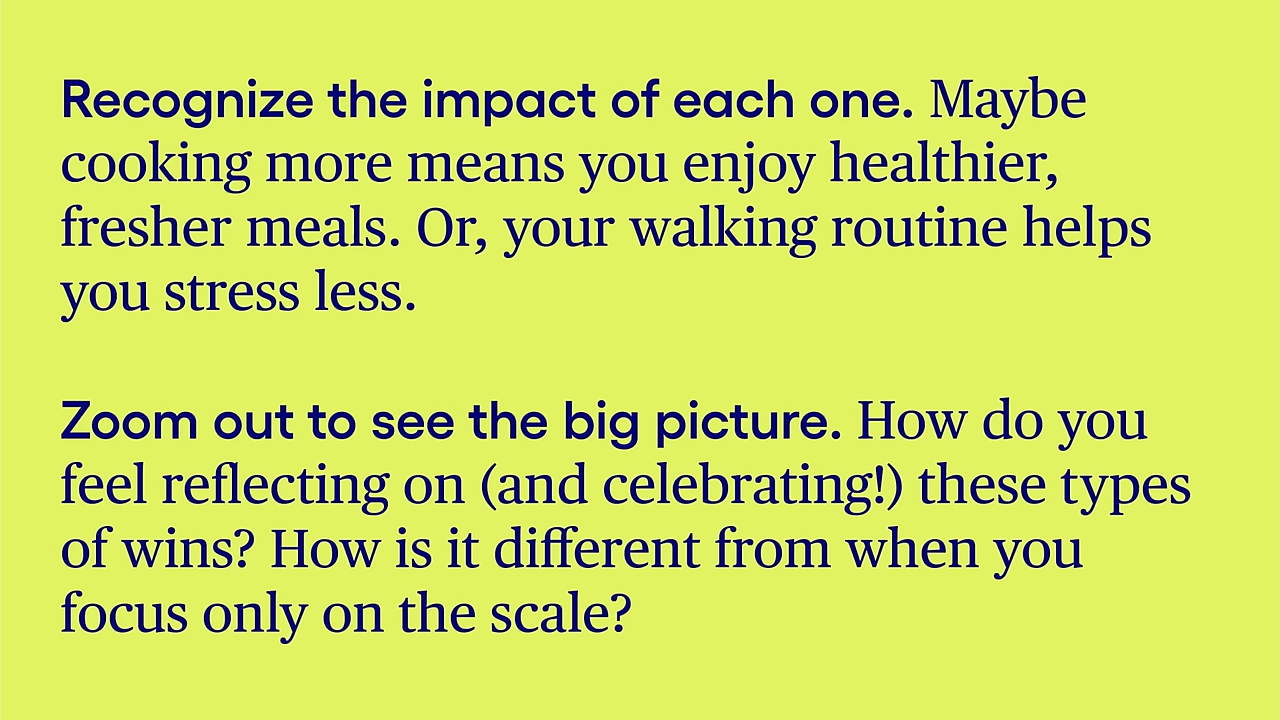 Recognize the impact of each one. Maybe
cooking more means you enjoy healthier,
fresher meals. Or, your walking routine helps
you stress less.
Zoom out to see the big picture. How do you
feel reflecting on (and celebrating!) these types
of wins? How is it different from when you
focus only on the scale?